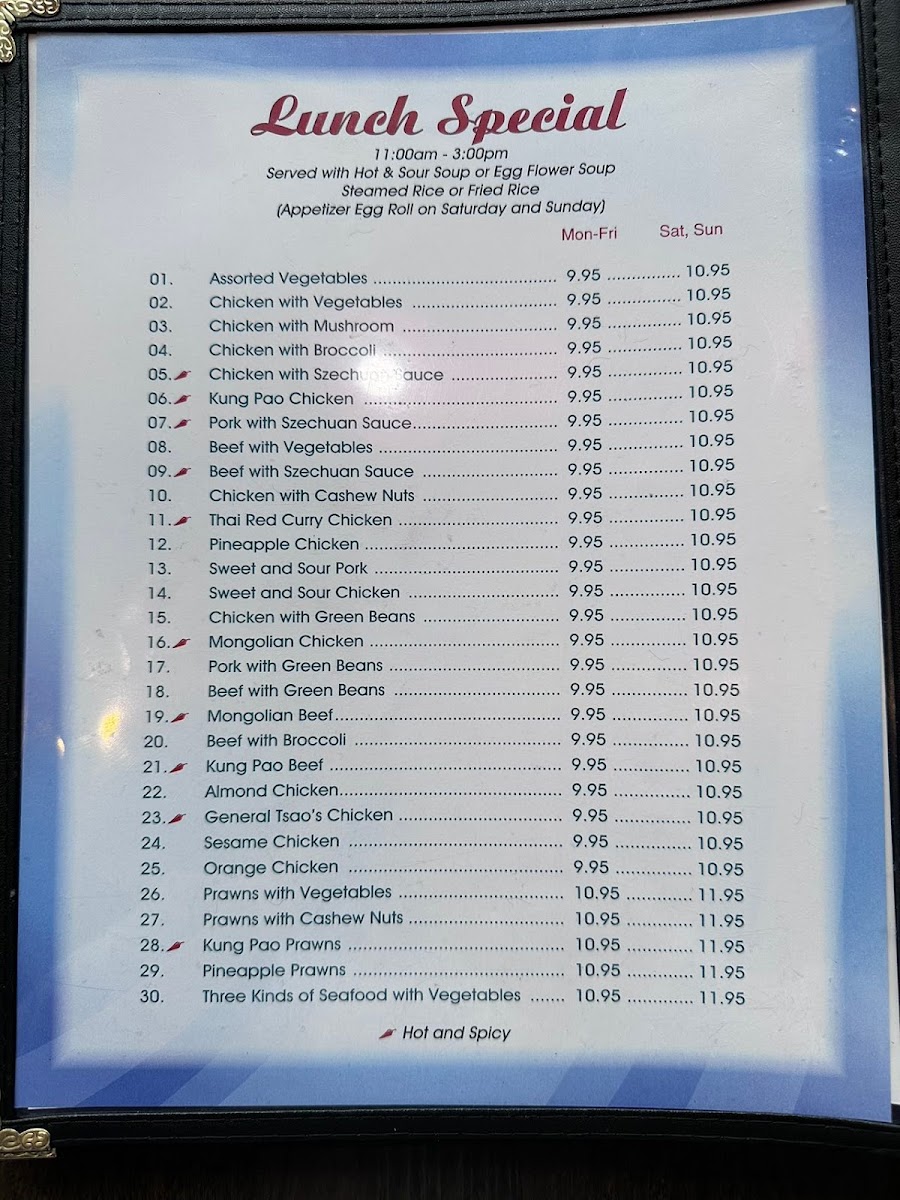 Lunch Special
11:00am - 3:00pm
Served with Hot & Sour Soup or Egg Flower Soup
Steamed Rice or Fried Rice
(Appetizer Egg Roll on Saturday and Sunday)
Mon-Fri Sat, Sun
01. Assorted Vegetables 9.95 10.95
02. Chicken with Vegetables 9.95 10.95
03. Chicken with Mushroom 9.95 10.95
04. Chicken with Broccoli 9.95 10.95
05. Chicken with Szechuan Sauce 9.95 10.95
06. Kung Pao Chicken 9.95 10.95
07. Pork with Szechuan Sauce 9.95 10.95
08. Beef with Vegetables 9.95 10.95
09. Beef with Szechuan Sauce 9.95 10.95
10. Chicken with Cashew Nuts 9.95 10.95
11. Thai Red Curry Chicken 9.95 10.95
12. Pineapple Chicken 9.95 10.95
13. Sweet and Sour Pork 9.95 10.95
14. Sweet and Sour Chicken 9.95 10.95
15. Chicken with Green Beans 9.95 10.95
16. Mongolian Chicken 9.95 10.95
17. Pork with Green Beans 9.95 10.95
18. Beef with Green Beans 9.95 10.95
19. Mongolian Beef 9.95 10.95
20. Beef with Broccoli 9.95 10.95
21. Kung Pao Beef 9.95 10.95
22. Almond Chicken 9.95 10.95
23. General Tsao's Chicken 9.95 10.95
24. Sesame Chicken 9.95 10.95
25. Orange Chicken 9.95 10.95
26. Prawns with Vegetables 10.95 11.95
27. Prawns with Cashew Nuts 10.95 11.95
28. Kung Pao Prawns 10.95 11.95
29. Pineapple Prawns 10.95 11.95
30. Three Kinds of Seafood with Vegetables 10.95 11.95
Hot and Spicy